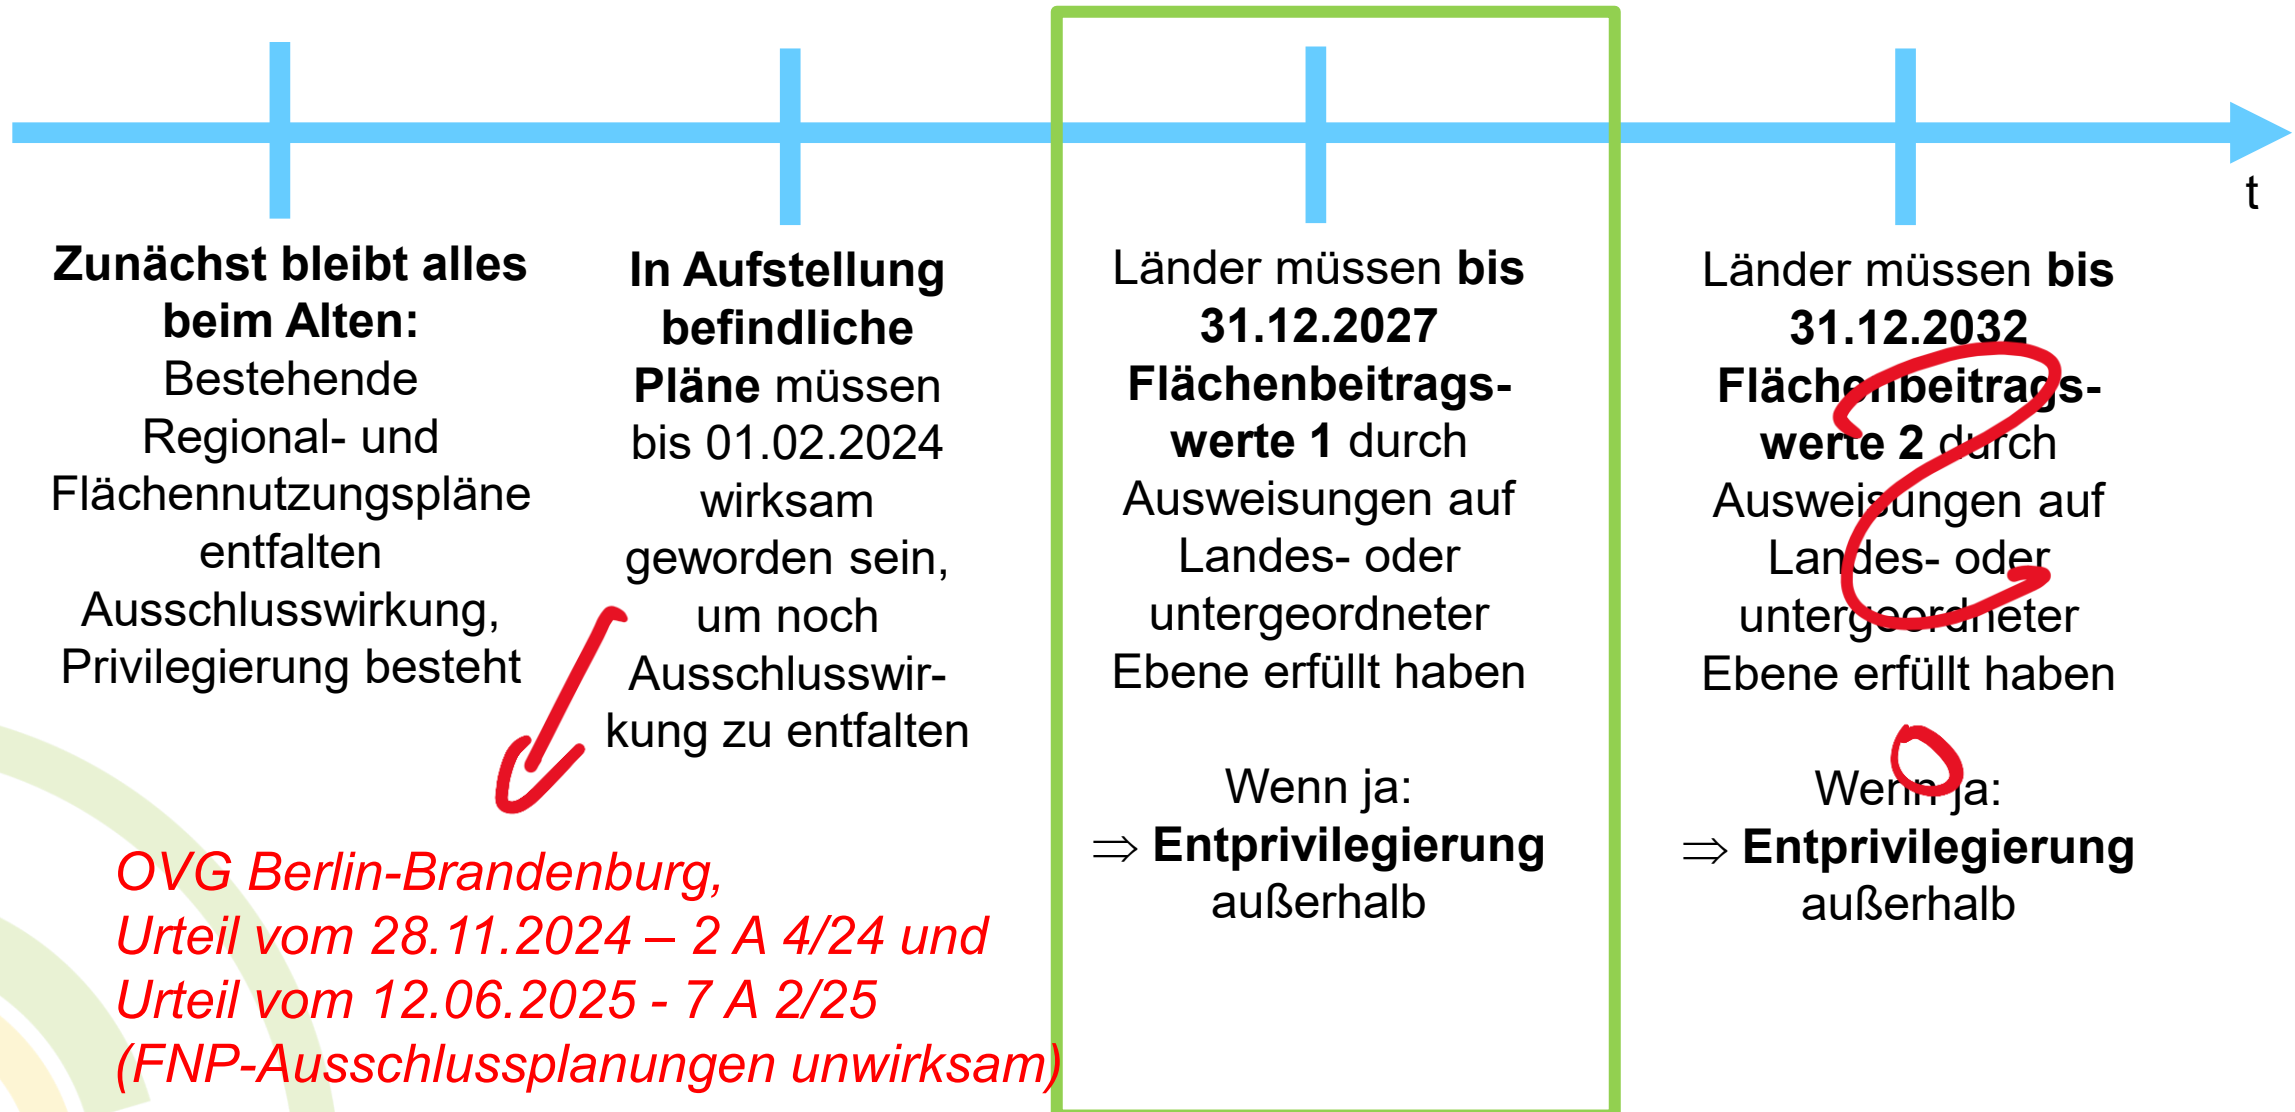 t
Zunächst bleibt alles
beim Alten:
Bestehende
Regional- und
Flächennutzungspläne
entfalten
Ausschlusswirkung,
Privilegierung besteht
In Aufstellung
befindliche
Pläne müssen
bis 01.02.2024
wirksam
geworden sein,
um noch
Ausschlusswir-
kung zu entfalten
Länder müssen bis
31.12.2027
Flächenbeitrags-
werte 1 durch
Ausweisungen auf
Landes- oder
untergeordneter
Ebene erfüllt haben
Wenn ja:
⇒ Entprivilegierung
außerhalb
Länder müssen bis
31.12.2032
Flächenbeitrags-
werte 2 durch
Ausweisungen auf
Landes- oder
untergeordneter
Ebene erfüllt haben
Wenn ja:
⇒ Entprivilegierung
außerhalb
OVG Berlin-Brandenburg,
Urteil vom 28.11.2024 – 2 A 4/24 und
Urteil vom 12.06.2025 - 7 A 2/25
(FNP-Ausschlussplanungen unwirksam)